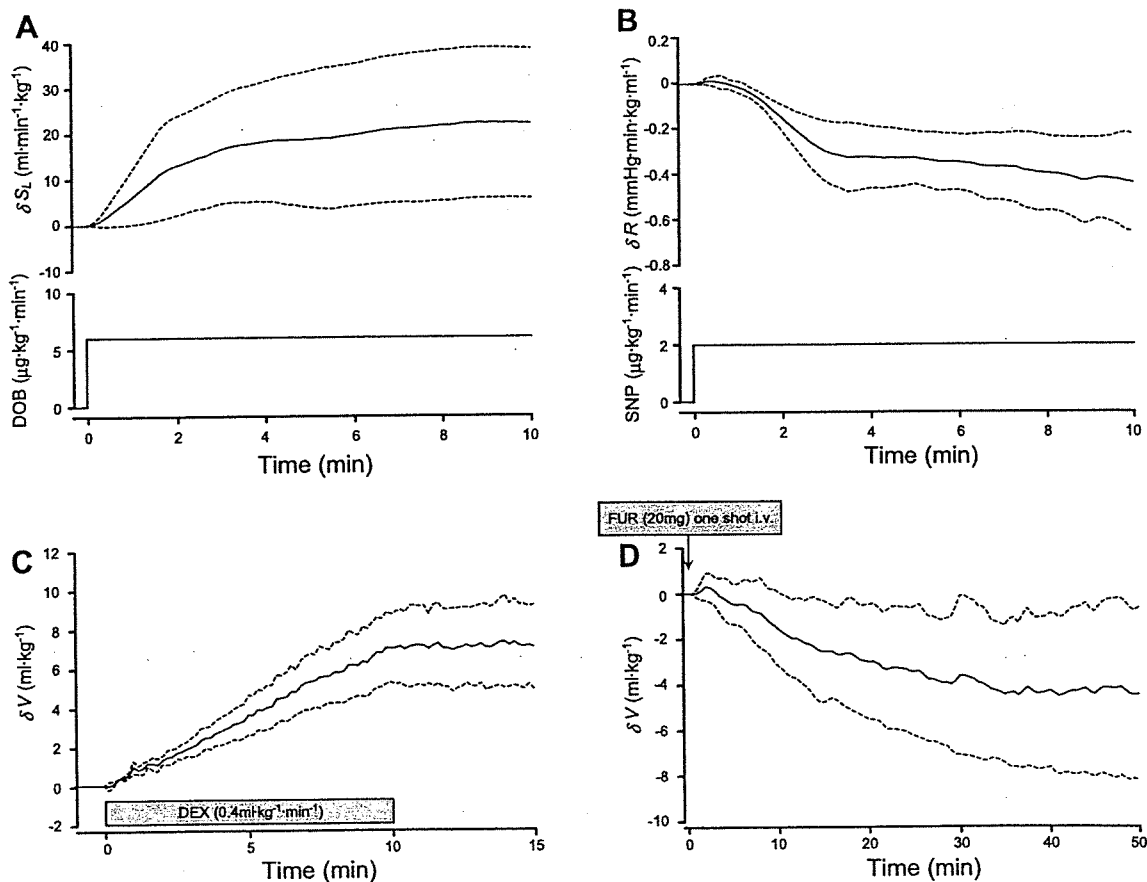 A
40
30
20
10
0
-10
δS_L (ml·min⁻¹·kg⁻¹)
10
5
0
DOB (μg·kg⁻¹·min⁻¹)
0 2 4 6 8 10
Time (min)
B
0.2
0
-0.2
-0.4
-0.6
-0.8
δR (mmHg·min·kg·ml⁻¹)
4
2
0
SNP (μg·kg⁻¹·min⁻¹)
0 2 4 6 8 10
Time (min)
C
12
10
8
6
4
2
0
-2
δV (ml·kg⁻¹)
DEX (0.4ml·kg⁻¹·min⁻¹)
0 5 10 15
Time (min)
FUR (20mg) one shot i.v.
D
2
0
-2
-4
-6
-8
-10
δV (ml·kg⁻¹)
0 10 20 30 40 50
Time (min)